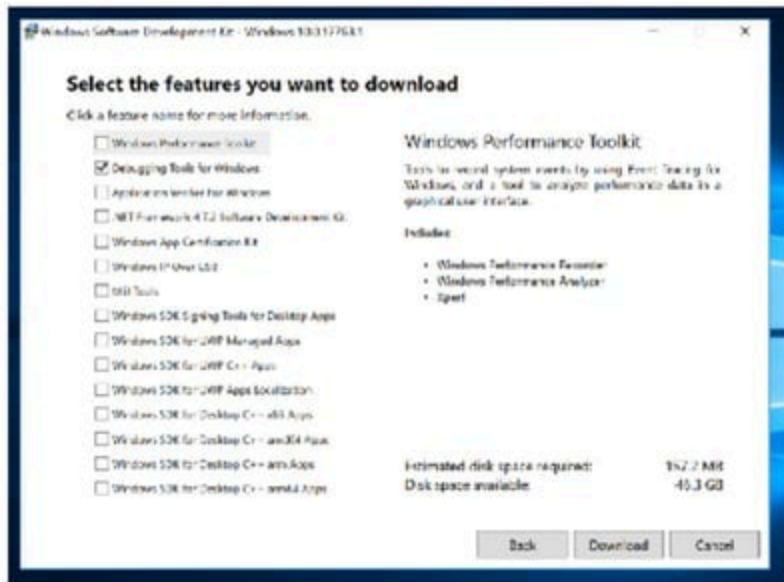 Windows Software Development Kit - Windows 10.0.17763.1
Select the features you want to download
Click a feature name for more information.
Windows Performance Toolkit
Debugging Tools for Windows
Application Verifier For Windows
.NET Framework 4.7.2 Software Development Kit
Windows App Certification Kit
Windows IP Over USB
MSI Tools
Windows SDK Signing Tools for Desktop Apps
Windows SDK for UWP Managed Apps
Windows SDK for UWP C++ Apps
Windows SDK for UWP Apps Localization
Windows SDK for Desktop C++ x86 Apps
Windows SDK for Desktop C++ amd64 Apps
Windows SDK for Desktop C++ arm Apps
Windows SDK for Desktop C++ arm64 Apps
Windows Performance Toolkit
Tools to record system events by using Event Tracing for
Windows, and a tool to analyze performance data in a
graphical user interface.
Includes:
• Windows Performance Recorder
• Windows Performance Analyzer
• Xperf
Estimated disk space required: 157.2 MB
Disk space available: 45.3 GB
Back Download Cancel